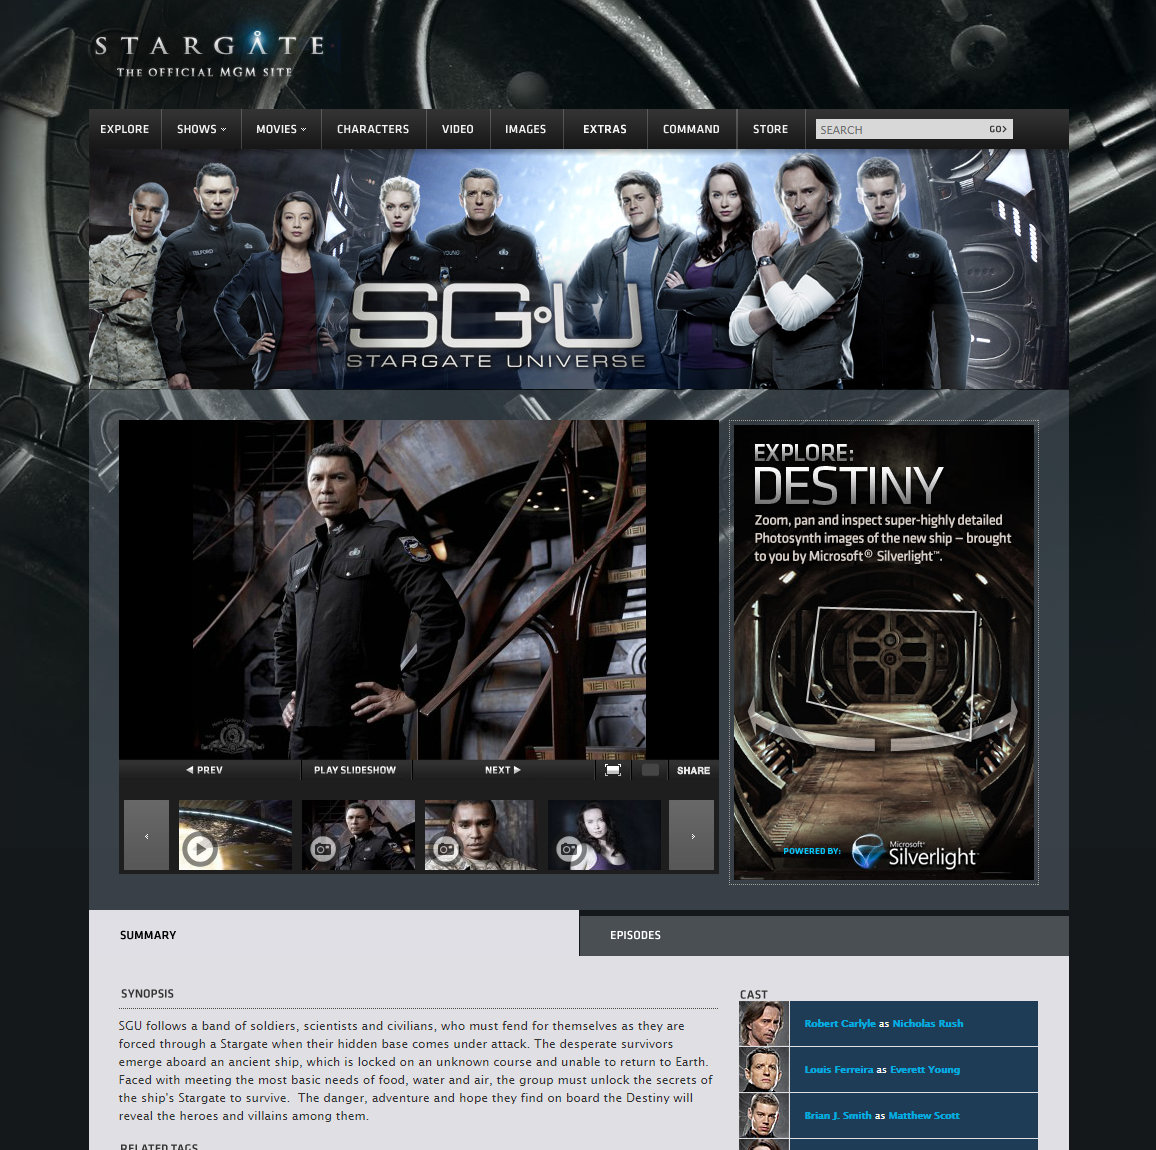 STARGATE
THE OFFICIAL MGM SITE
EXPLORE
SHOWS
MOVIES
CHARACTERS
VIDEO
IMAGES
EXTRAS
COMMAND
STORE
SEARCH
GO>
TELFORD
YOUNG
SG·U
STARGATE UNIVERSE
EXPLORE:
DESTINY
Zoom, pan and inspect super-highly detailed
Photosynth images of the new ship – brought
to you by Microsoft® Silverlight™.
POWERED BY:
Microsoft®
Silverlight™
PREV
PLAY SLIDESHOW
NEXT
SHARE
SUMMARY
EPISODES
SYNOPSIS
SGU follows a band of soldiers, scientists and civilians, who must fend for themselves as they are
forced through a Stargate when their hidden base comes under attack. The desperate survivors
emerge aboard an ancient ship, which is locked on an unknown course and unable to return to Earth.
Faced with meeting the most basic needs of food, water and air, the group must unlock the secrets of
the ship's Stargate to survive.  The danger, adventure and hope they find on board the Destiny will
reveal the heroes and villains among them.
RELATED TAGS
CAST
Robert Carlyle as Nicholas Rush
Louis Ferreira as Everett Young
Brian J. Smith as Matthew Scott